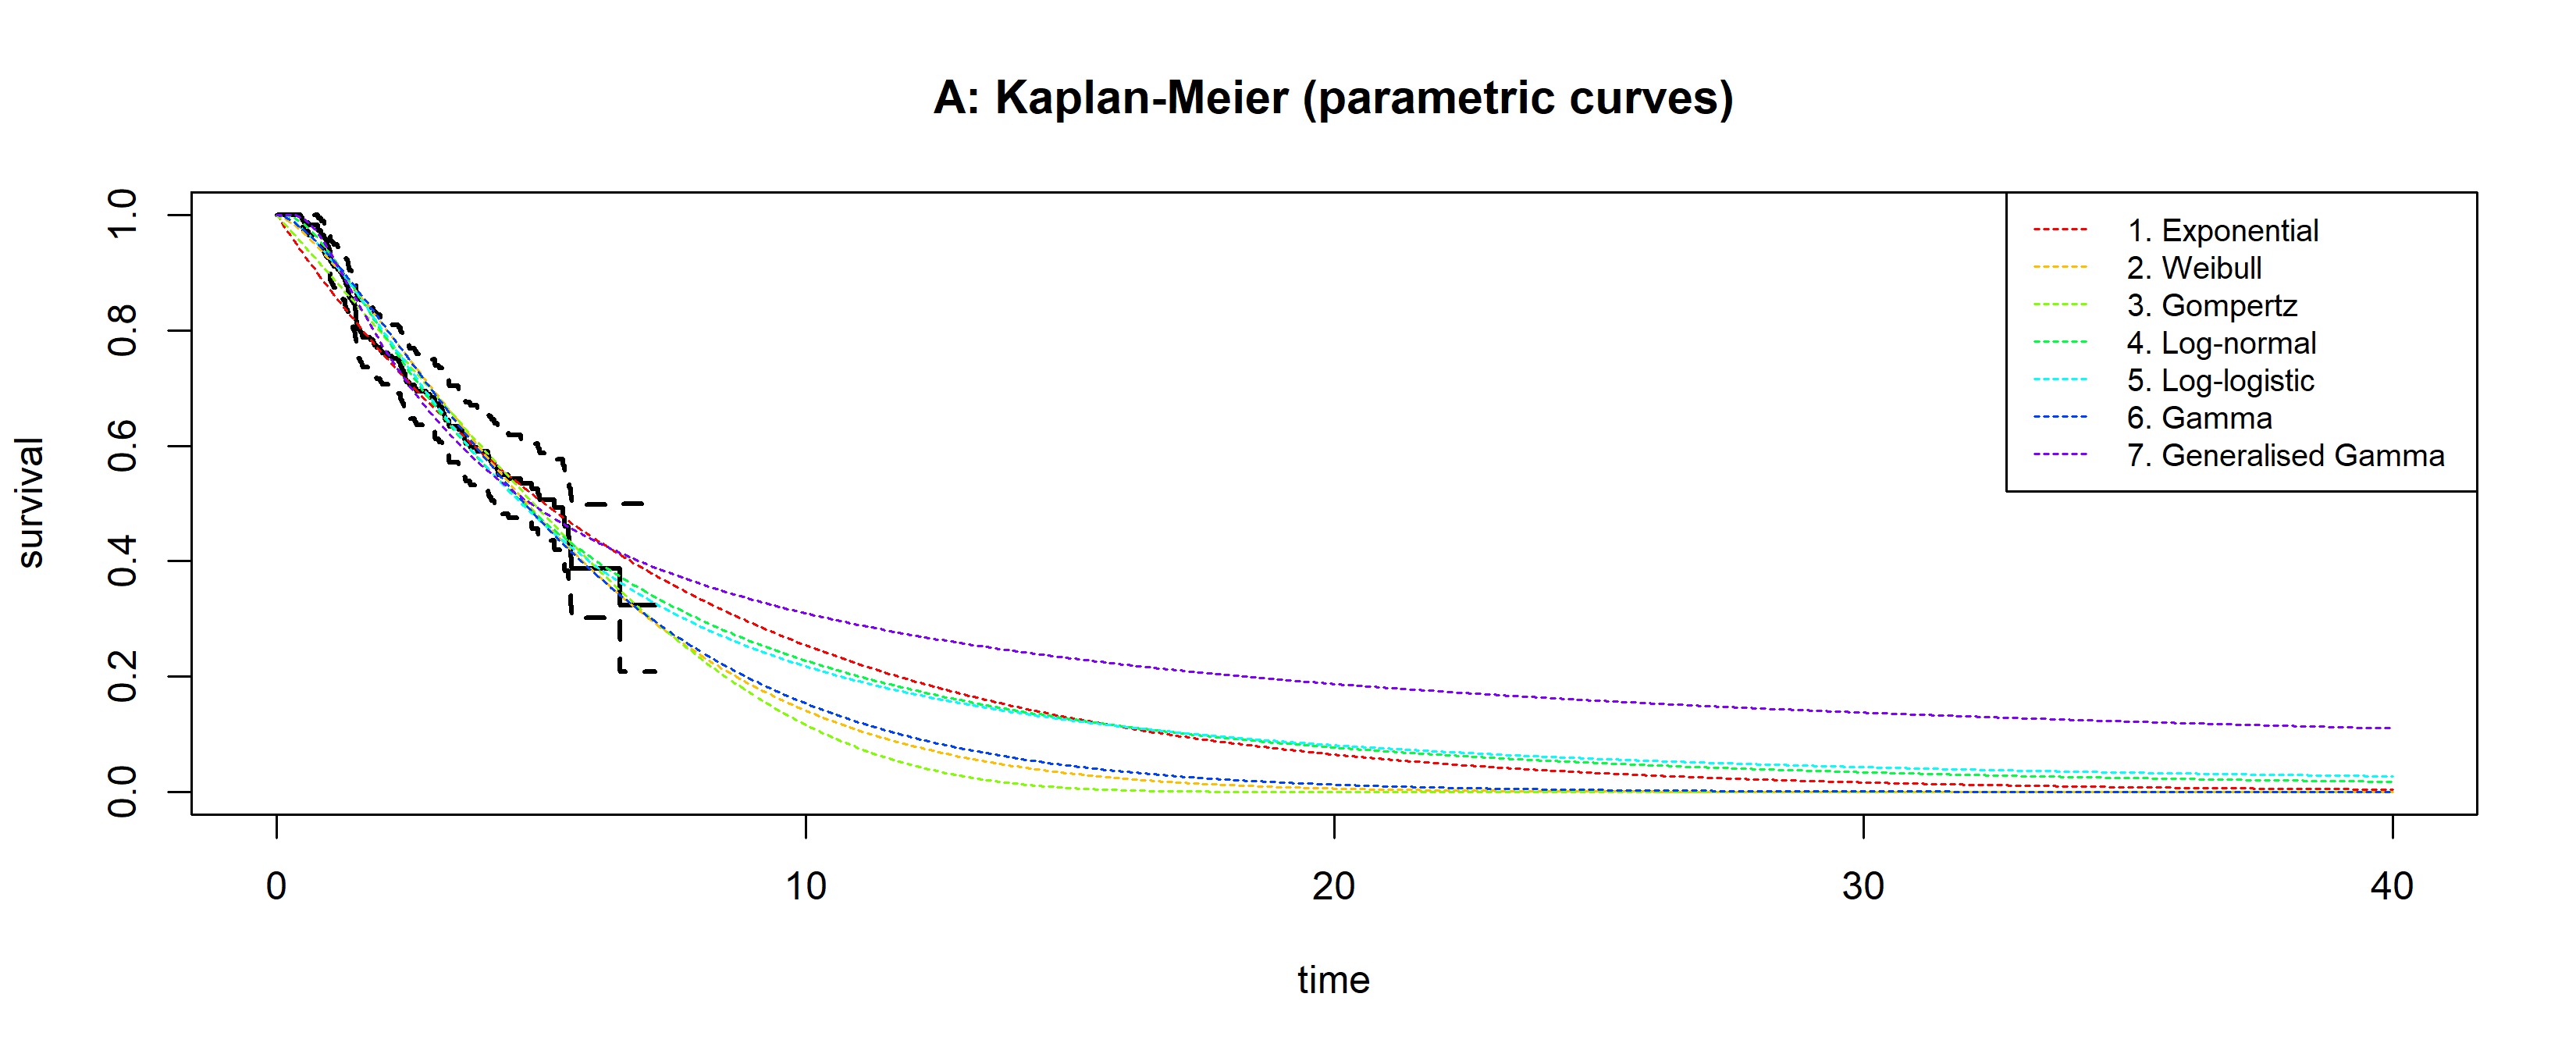 A: Kaplan-Meier (parametric curves)
survival
1.0
0.8
0.6
0.4
0.2
0.0
1. Exponential
2. Weibull
3. Gompertz
4. Log-normal
5. Log-logistic
6. Gamma
7. Generalised Gamma
0 10 20 30 40
time